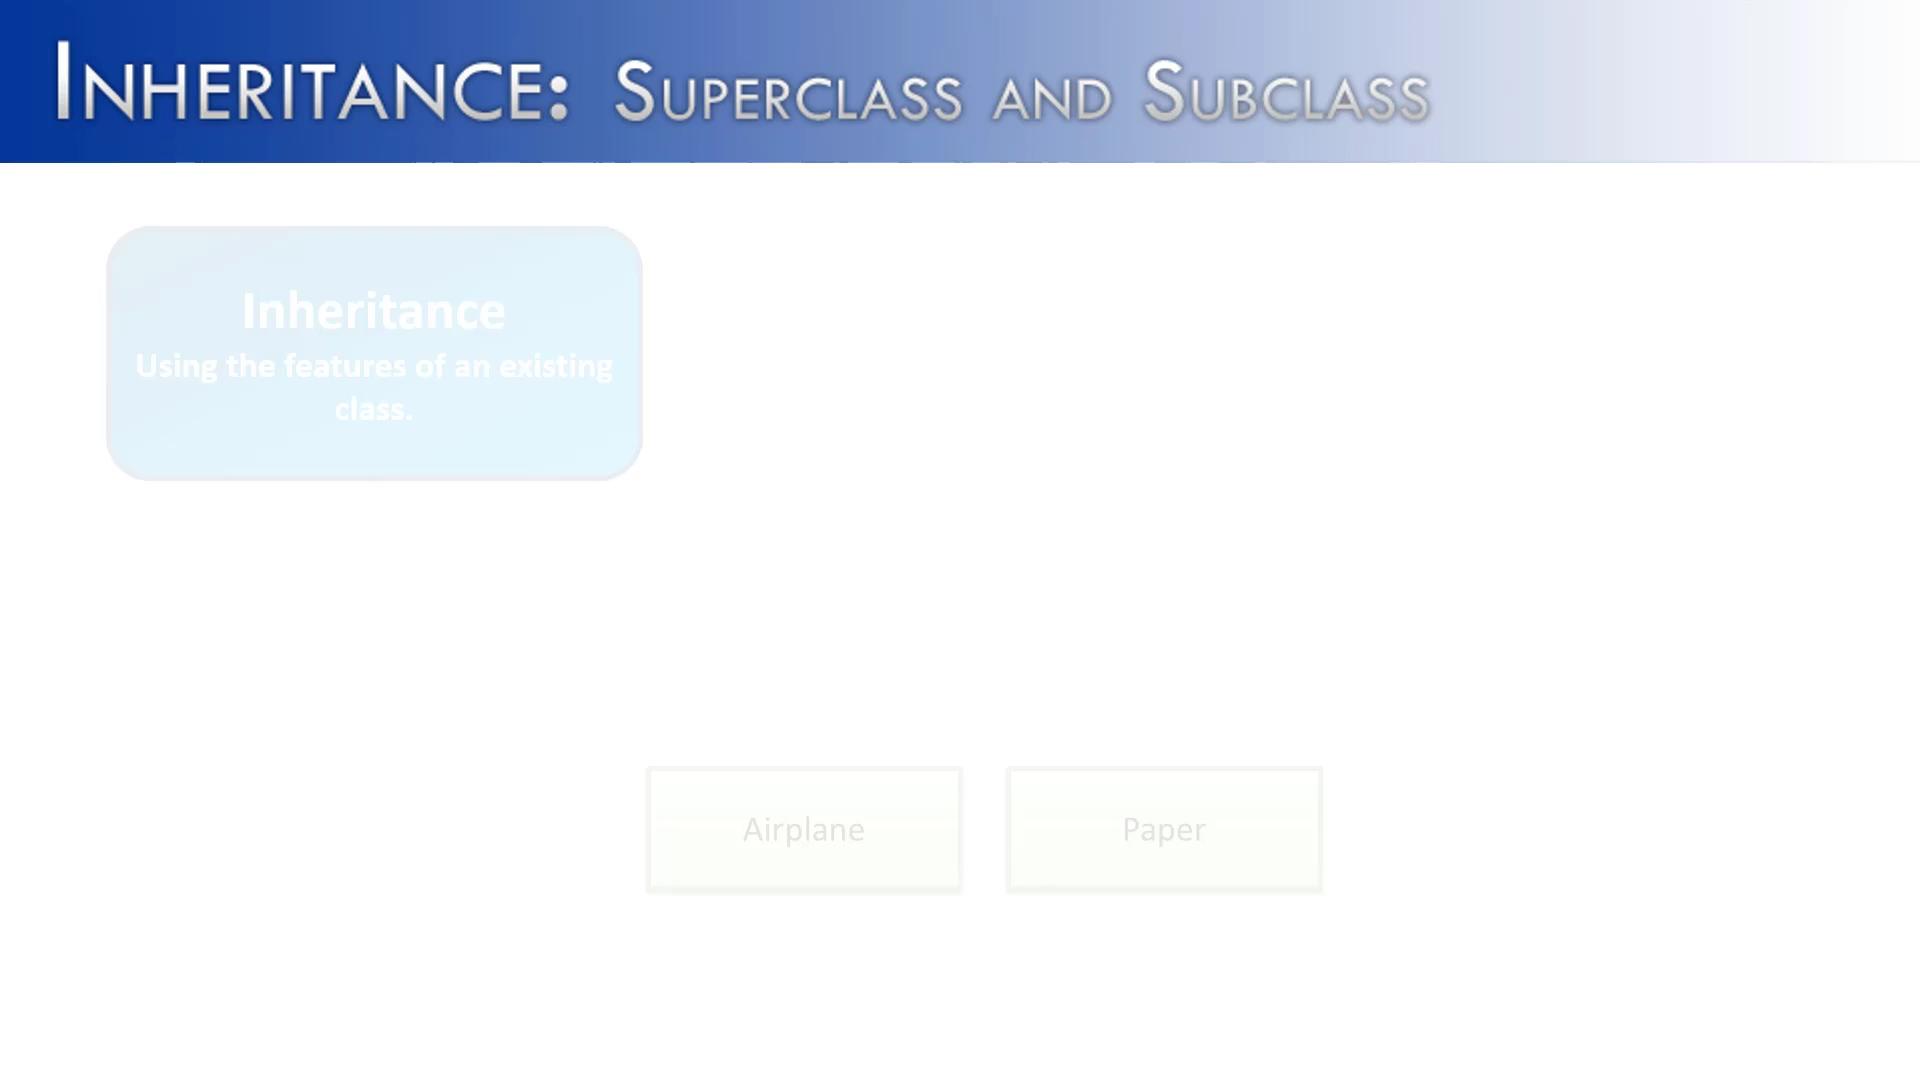 Inheritance: Superclass and Subclass
Inheritance
Using the features of an existing
class.
Airplane
Paper